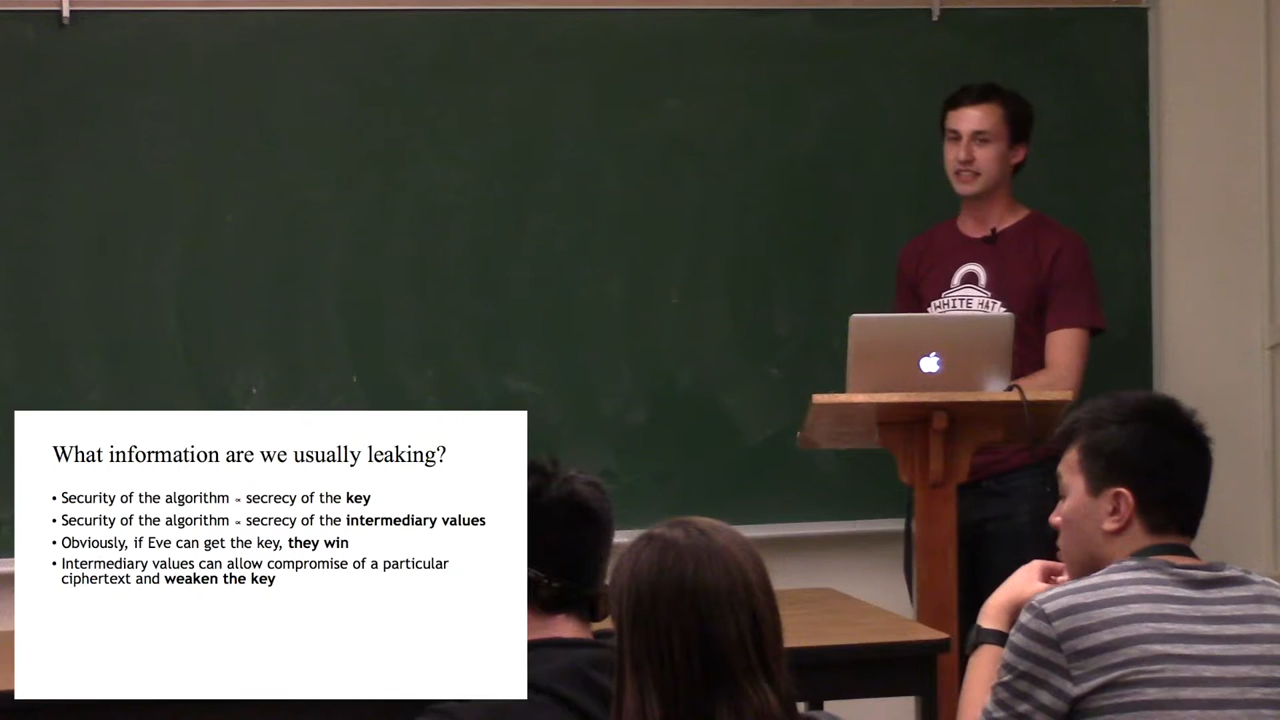 WHITE HAT
What information are we usually leaking?
• Security of the algorithm ∝ secrecy of the key
• Security of the algorithm ∝ secrecy of the intermediary values
• Obviously, if Eve can get the key, they win
• Intermediary values can allow compromise of a particular
ciphertext and weaken the key